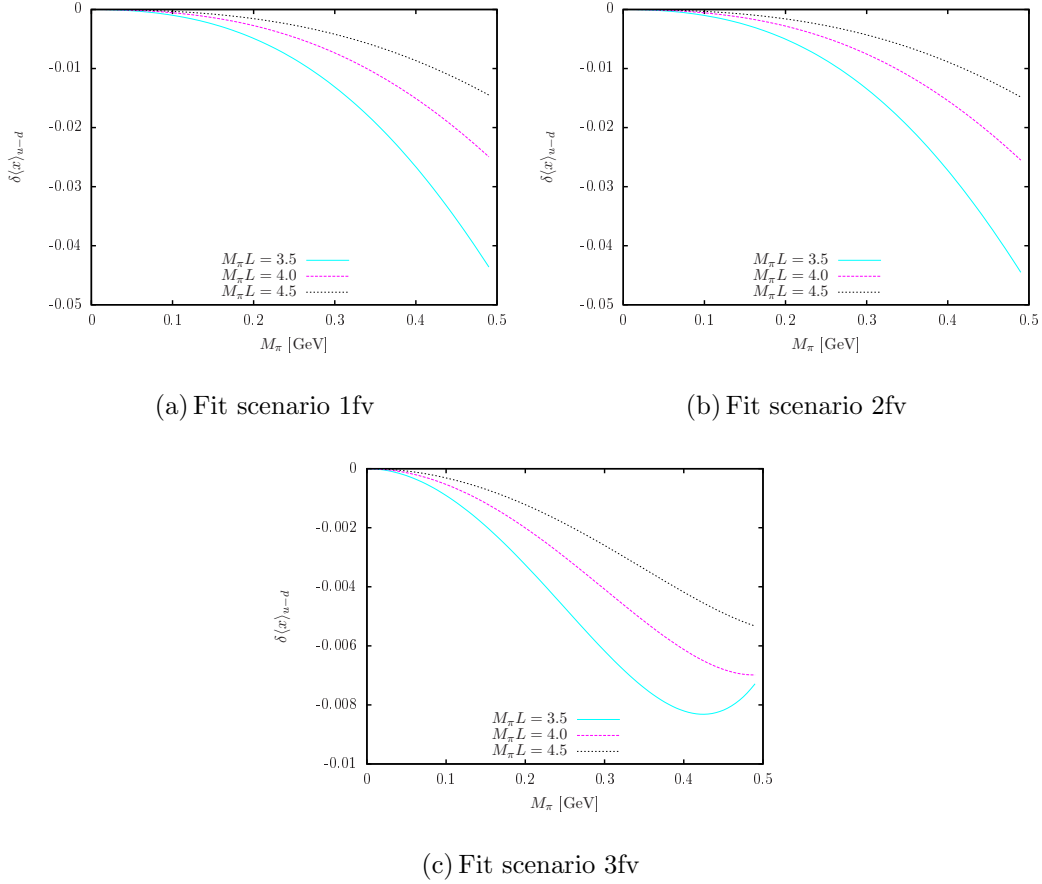 0
-0.01
-0.02
-0.03
-0.04
-0.05
δ⟨x⟩u−d
MπL = 3.5
MπL = 4.0
MπL = 4.5
0 0.1 0.2 0.3 0.4 0.5
Mπ [GeV]
(a) Fit scenario 1fv
0
-0.01
-0.02
-0.03
-0.04
-0.05
δ⟨x⟩u−d
MπL = 3.5
MπL = 4.0
MπL = 4.5
0 0.1 0.2 0.3 0.4 0.5
Mπ [GeV]
(b) Fit scenario 2fv
0
-0.002
-0.004
-0.006
-0.008
-0.01
δ⟨x⟩u−d
MπL = 3.5
MπL = 4.0
MπL = 4.5
0 0.1 0.2 0.3 0.4 0.5
Mπ [GeV]
(c) Fit scenario 3fv